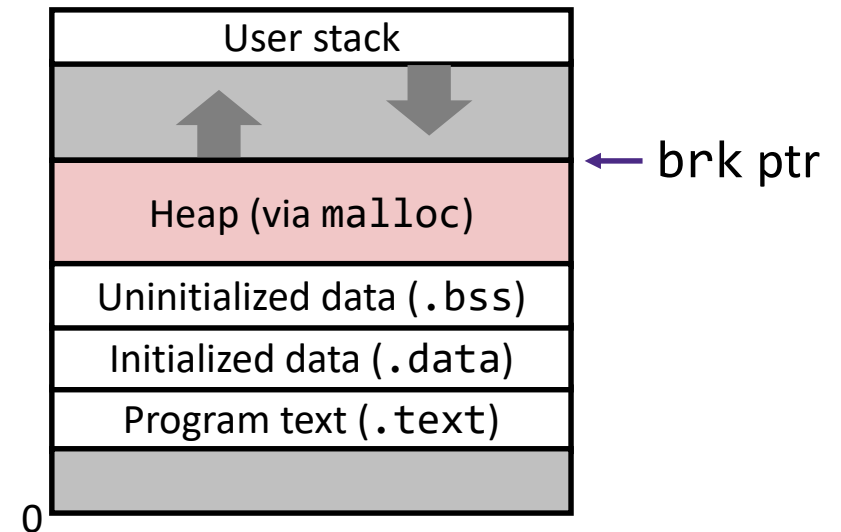 User stack
brk ptr
Heap (via malloc)
Uninitialized data (.bss)
Initialized data (.data)
Program text (.text)
0